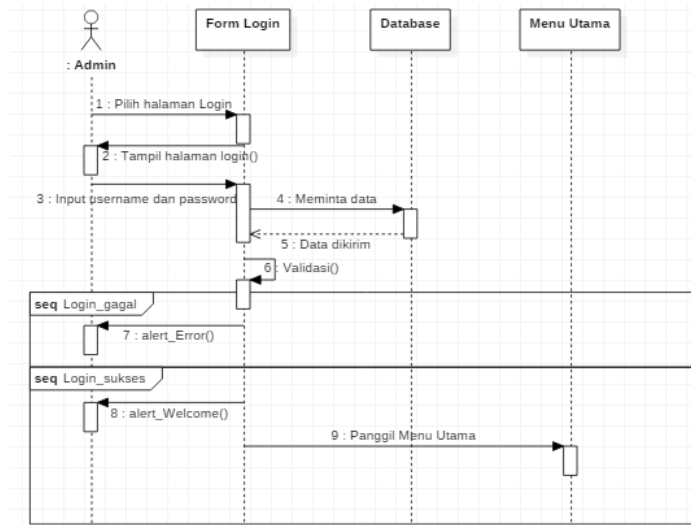 Form Login
Database
Menu Utama
: Admin
1 : Pilih halaman Login
2 : Tampil halaman login()
3 : Input username dan password
4 : Meminta data
5 : Data dikirim
6 : Validasi()
seq Login_gagal
7 : alert_Error()
seq Login_sukses
8 : alert_Welcome()
9 : Panggil Menu Utama